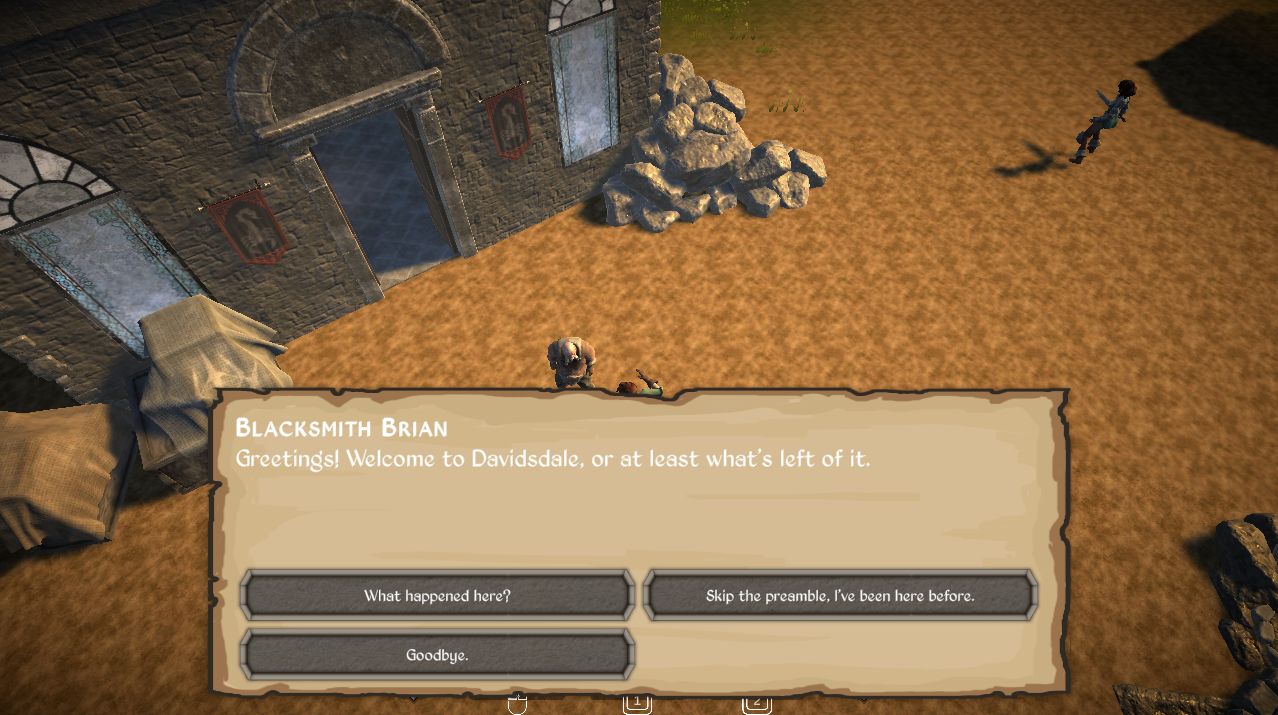 Blacksmith Brian
Greetings! Welcome to Davidsdale, or at least what's left of it.
What happened here?
Skip the preamble, I've been here before.
Goodbye.
1
2